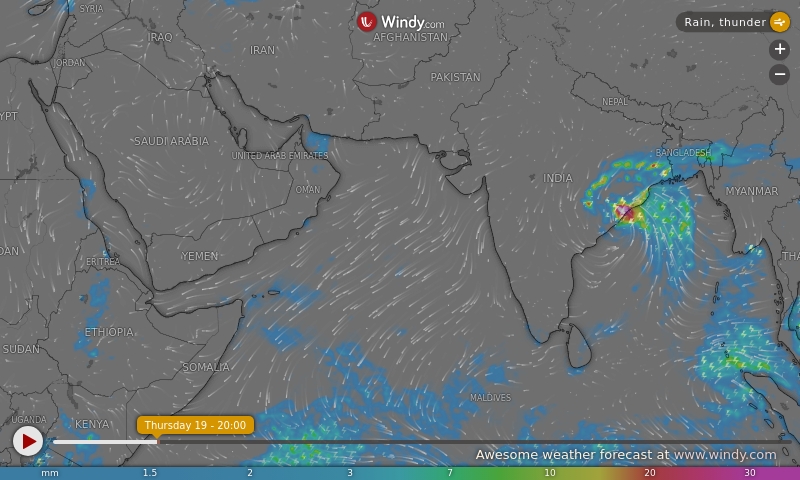 SYRIA
Windy.com
Rain, thunder
IRAQ
IRAN
AFGHANISTAN
+
JORDAN
−
PAKISTAN
NEPAL
YPT
SAUDI ARABIA
UNITED ARAB EMIRATES
BANGLADESH
INDIA
OMAN
MYANMAR
DAN
YEMEN
ERITREA
THA
ETHIOPIA
SUDAN
SOMALIA
MALDIVES
UGANDA
KENYA
Thursday 19 - 20:00
Awesome weather forecast at www.windy.com
mm 1.5 2 3 7 10 20 30